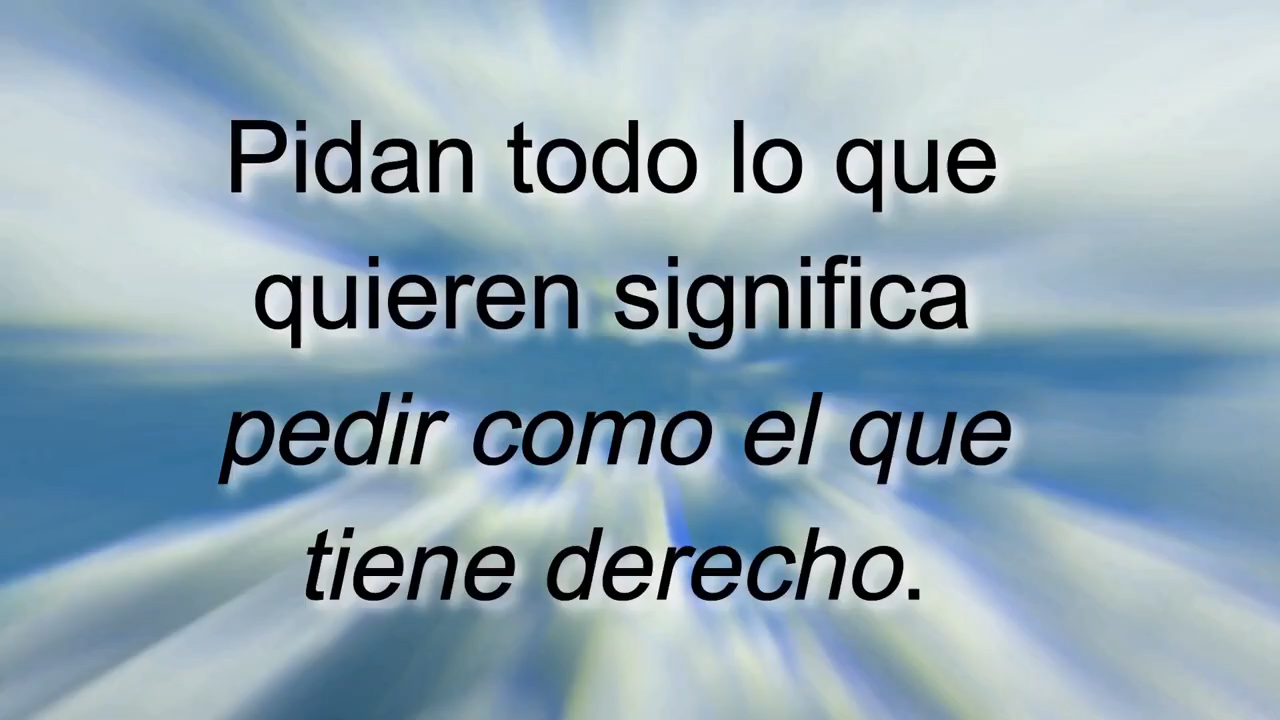 Pidan todo lo que
quieren significa
pedir como el que
tiene derecho.